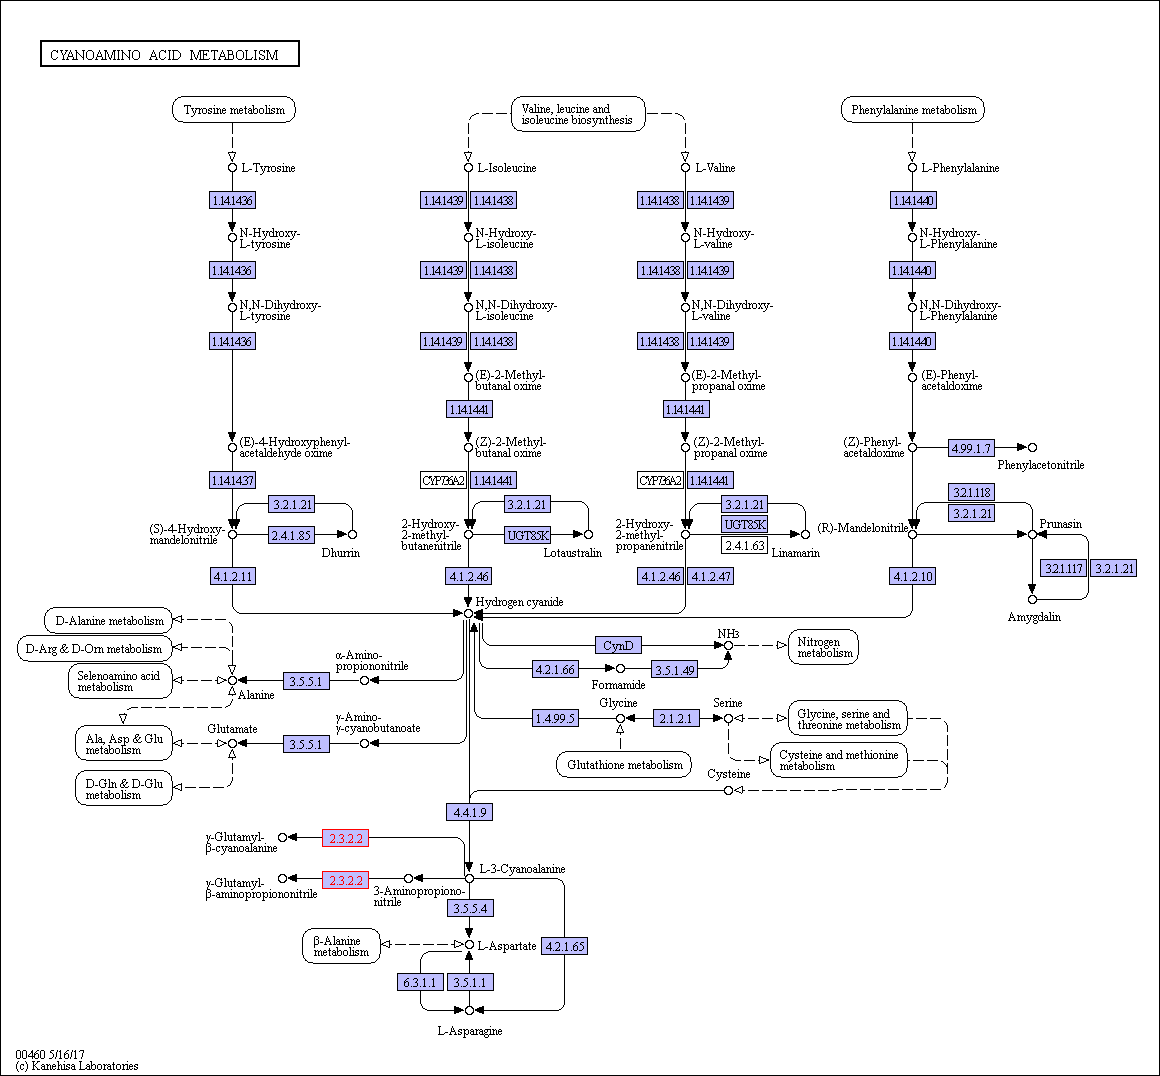 CYANOAMINO ACID METABOLISM
Tyrosine metabolism
Valine, leucine and
isoleucine biosynthesis
Phenylalanine metabolism
L-Tyrosine
L-Isoleucine
L-Valine
L-Phenylalanine
1.14.14.36
1.14.14.39
1.14.14.38
1.14.14.38
1.14.14.39
1.14.14.40
N-Hydroxy-
L-tyrosine
N-Hydroxy-
L-isoleucine
N-Hydroxy-
L-valine
N-Hydroxy-
L-Phenylalanine
1.14.14.36
1.14.14.39
1.14.14.38
1.14.14.38
1.14.14.39
1.14.14.40
N,N-Dihydroxy-
L-tyrosine
N,N-Dihydroxy-
L-isoleucine
N,N-Dihydroxy-
L-valine
N,N-Dihydroxy-
L-Phenylalanine
1.14.14.36
1.14.14.39
1.14.14.38
1.14.14.38
1.14.14.39
1.14.14.40
(E)-2-Methyl-
butanal oxime
(E)-2-Methyl-
propanal oxime
(E)-Phenyl-
acetaldoxime
1.14.14.41
1.14.14.41
(E)-4-Hydroxyphenyl-
acetaldehyde oxime
(Z)-2-Methyl-
butanal oxime
(Z)-2-Methyl-
propanal oxime
(Z)-Phenyl-
acetaldoxime
4.99.1.7
Phenylacetonitrile
1.14.14.37
CYP736A2
1.14.14.41
CYP736A2
1.14.14.41
3.2.1.21
3.2.1.21
3.2.1.21
3.2.1.118
3.2.1.21
(S)-4-Hydroxy-
mandelonitrile
2.4.1.85
Dhurrin
2-Hydroxy-
2-methyl-
butanenitrile
UGT85K
Lotaustralin
2-Hydroxy-
2-methyl-
propanenitrile
UGT85K
2.4.1.63
Linamarin
(R)-Mandelonitrile
Prunasin
4.1.2.11
4.1.2.46
4.1.2.46
4.1.2.47
4.1.2.10
3.2.1.117
3.2.1.21
Hydrogen cyanide
Amygdalin
D-Alanine metabolism
D-Arg & D-Orn metabolism
Selenoamino acid
metabolism
Alanine
3.5.5.1
α-Amino-
propiononitrile
CynD
NH3
Nitrogen
metabolism
4.2.1.66
Formamide
3.5.1.49
Glycine
Serine
1.4.99.5
2.1.2.1
Glycine, serine and
threonine metabolism
Ala, Asp & Glu
metabolism
Glutamate
3.5.5.1
γ-Amino-
γ-cyanobutanoate
Glutathione metabolism
Cysteine and methionine
metabolism
Cysteine
D-Gln & D-Glu
metabolism
4.4.1.9
γ-Glutamyl-
β-cyanoalanine
2.3.2.2
L-3-Cyanoalanine
γ-Glutamyl-
β-aminopropiononitrile
2.3.2.2
3-Aminopropiono-
nitrile
3.5.5.4
β-Alanine
metabolism
L-Aspartate
4.2.1.65
6.3.1.1
3.5.1.1
L-Asparagine
00460 5/16/17
(c) Kanehisa Laboratories